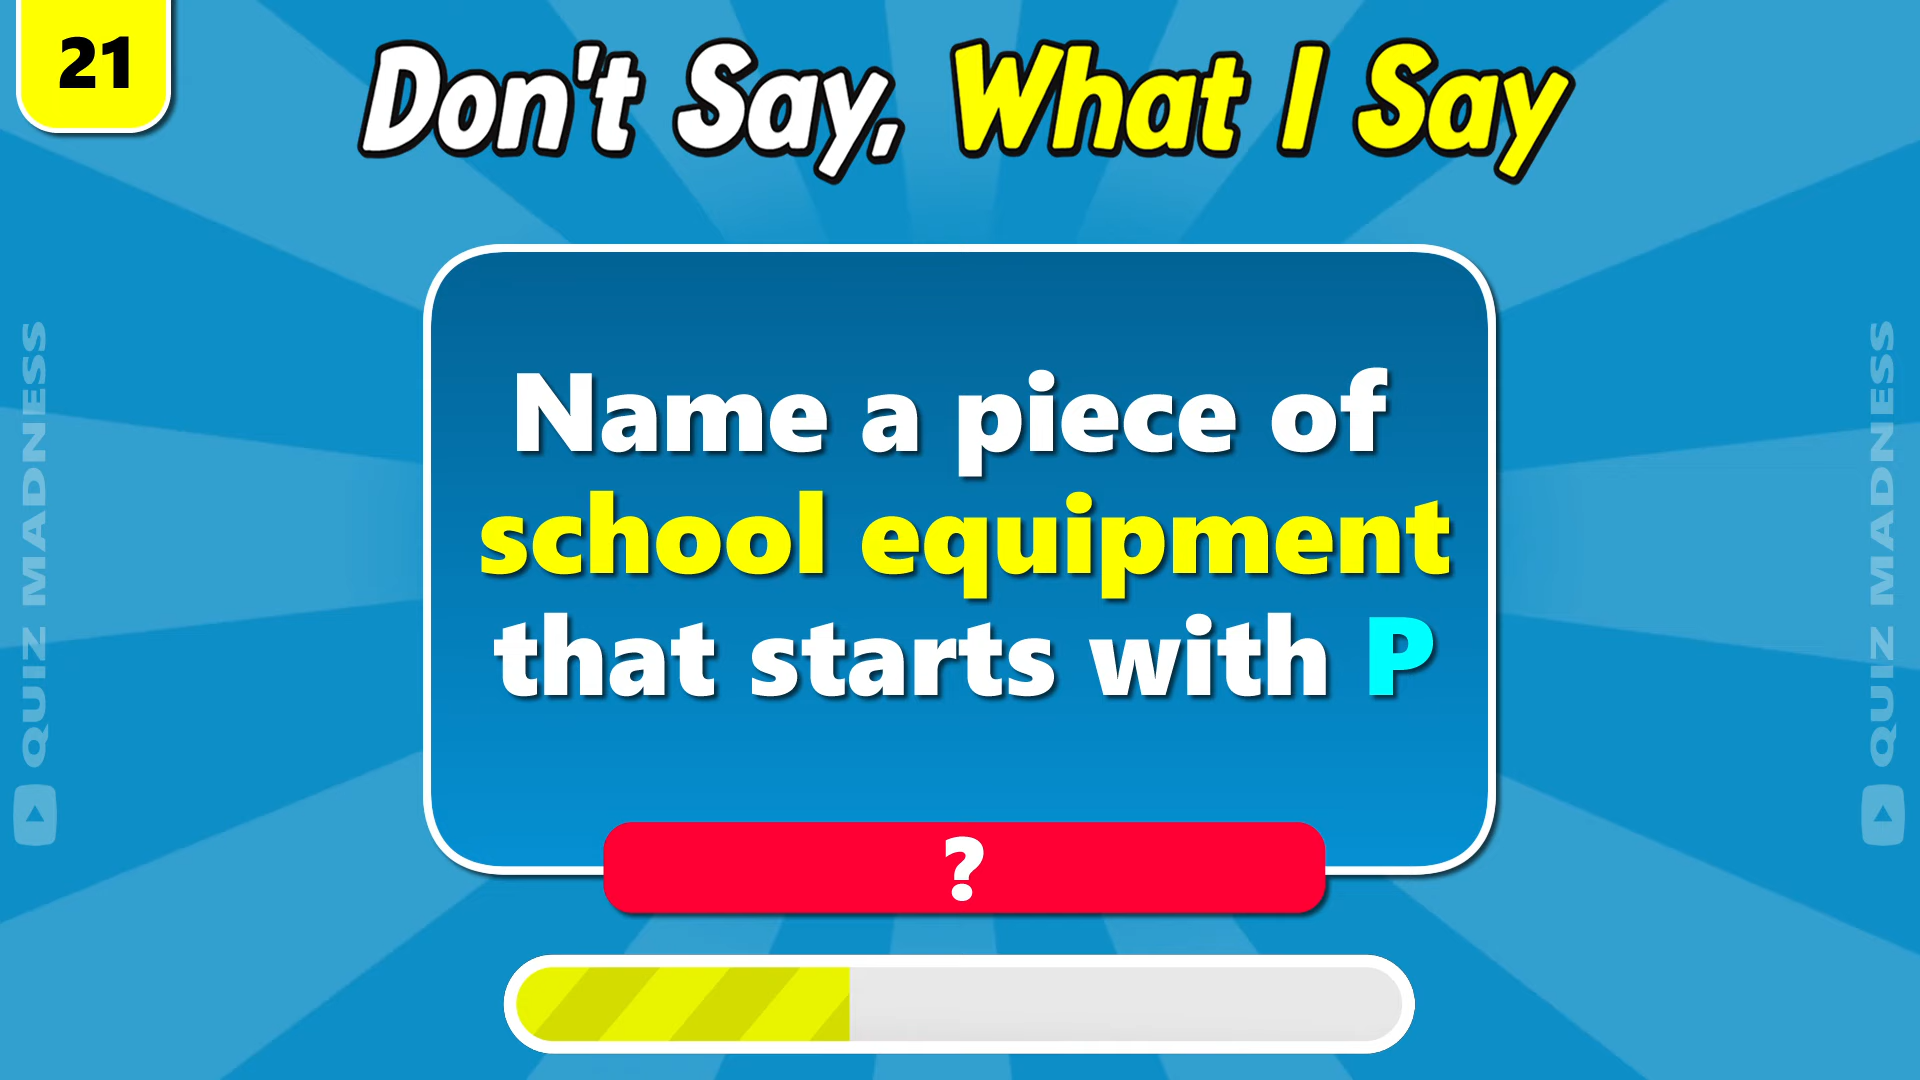 21
Don't Say, What I Say
Name a piece of
school equipment
that starts with P
?
QUIZ MADNESS
QUIZ MADNESS